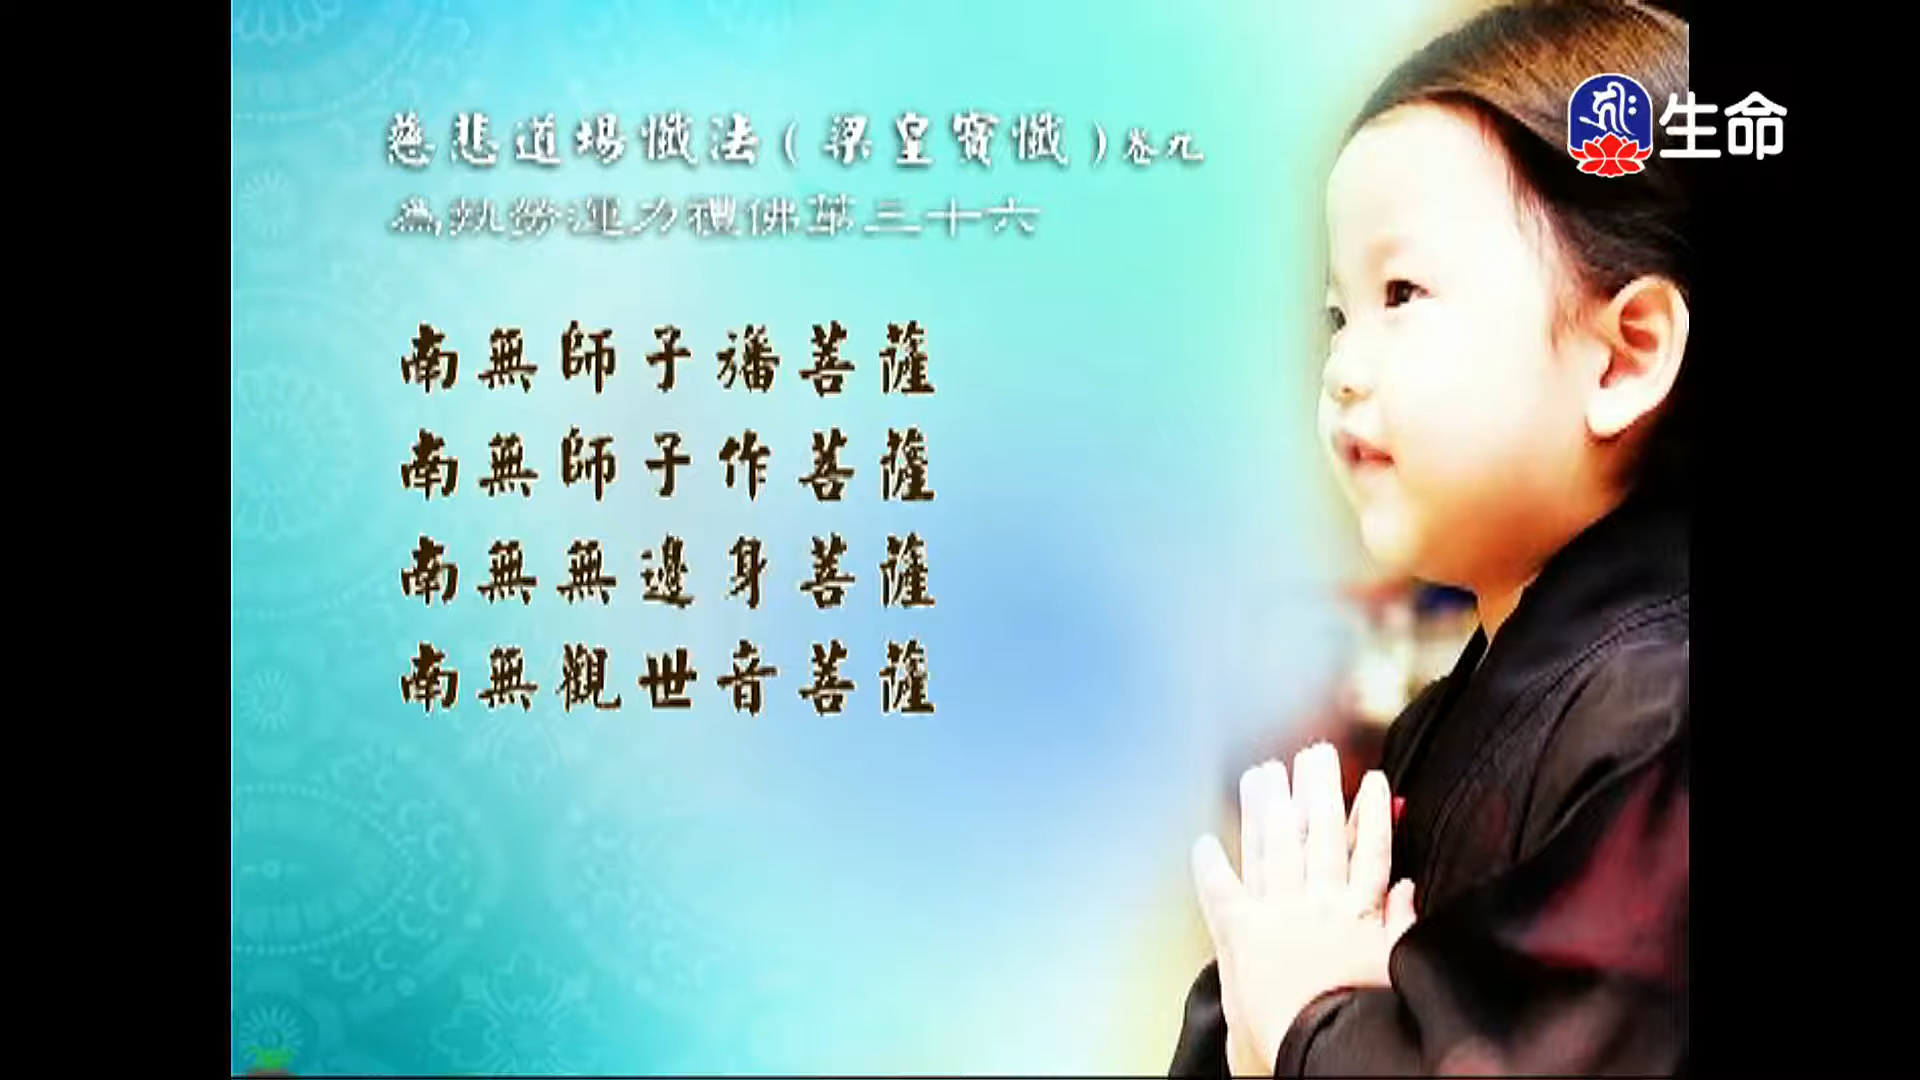 生命
慈悲道場懺法(梁皇寶懺)卷九
為執勞運力禮佛第三十六
南無師子旛菩薩
南無師子作菩薩
南無無邊身菩薩
南無觀世音菩薩